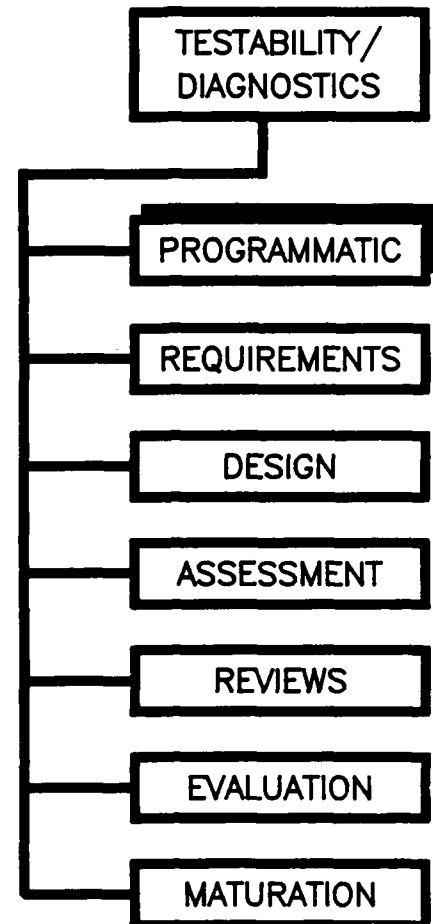 TESTABILITY/
DIAGNOSTICS
PROGRAMMATIC
REQUIREMENTS
DESIGN
ASSESSMENT
REVIEWS
EVALUATION
MATURATION